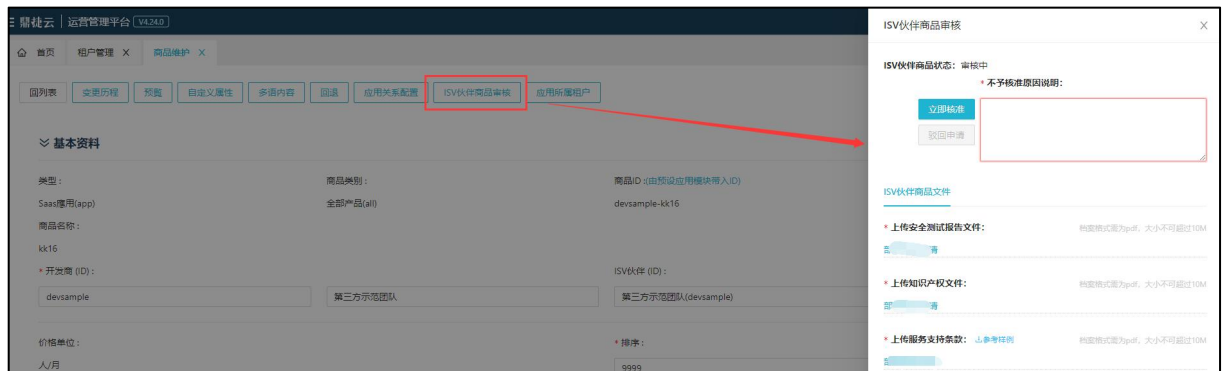 鼎捷云 | 运营管理平台 V4.24.0
首页 租户管理 X 商品维护 X
回列表 变更历程 预览 自定义属性 多语内容 回退 应用关系配置 ISV伙伴商品审核 应用所属租户
基本资料
类型: 商品类别: 商品ID:(由预设应用模块带入ID)
Saas應用(app) 全部产品(all) devsample-kk16
商品名称:
kk16
* 开发商 (ID): ISV伙伴 (ID):
devsample 第三方示范团队 第三方示范团队(devsample)
价格单位: * 排序:
人/月 9999
ISV伙伴商品审核 X
ISV伙伴商品状态: 审核中
* 不予核准原因说明:
立即核准
驳回申请
ISV伙伴商品文件
* 上传安全测试报告文件: 档案格式需为pdf, 大小不可超过10M
* 上传知识产权文件: 档案格式需为pdf, 大小不可超过10M
* 上传服务支持条款: 参考样例 档案格式需为pdf, 大小不可超过10M